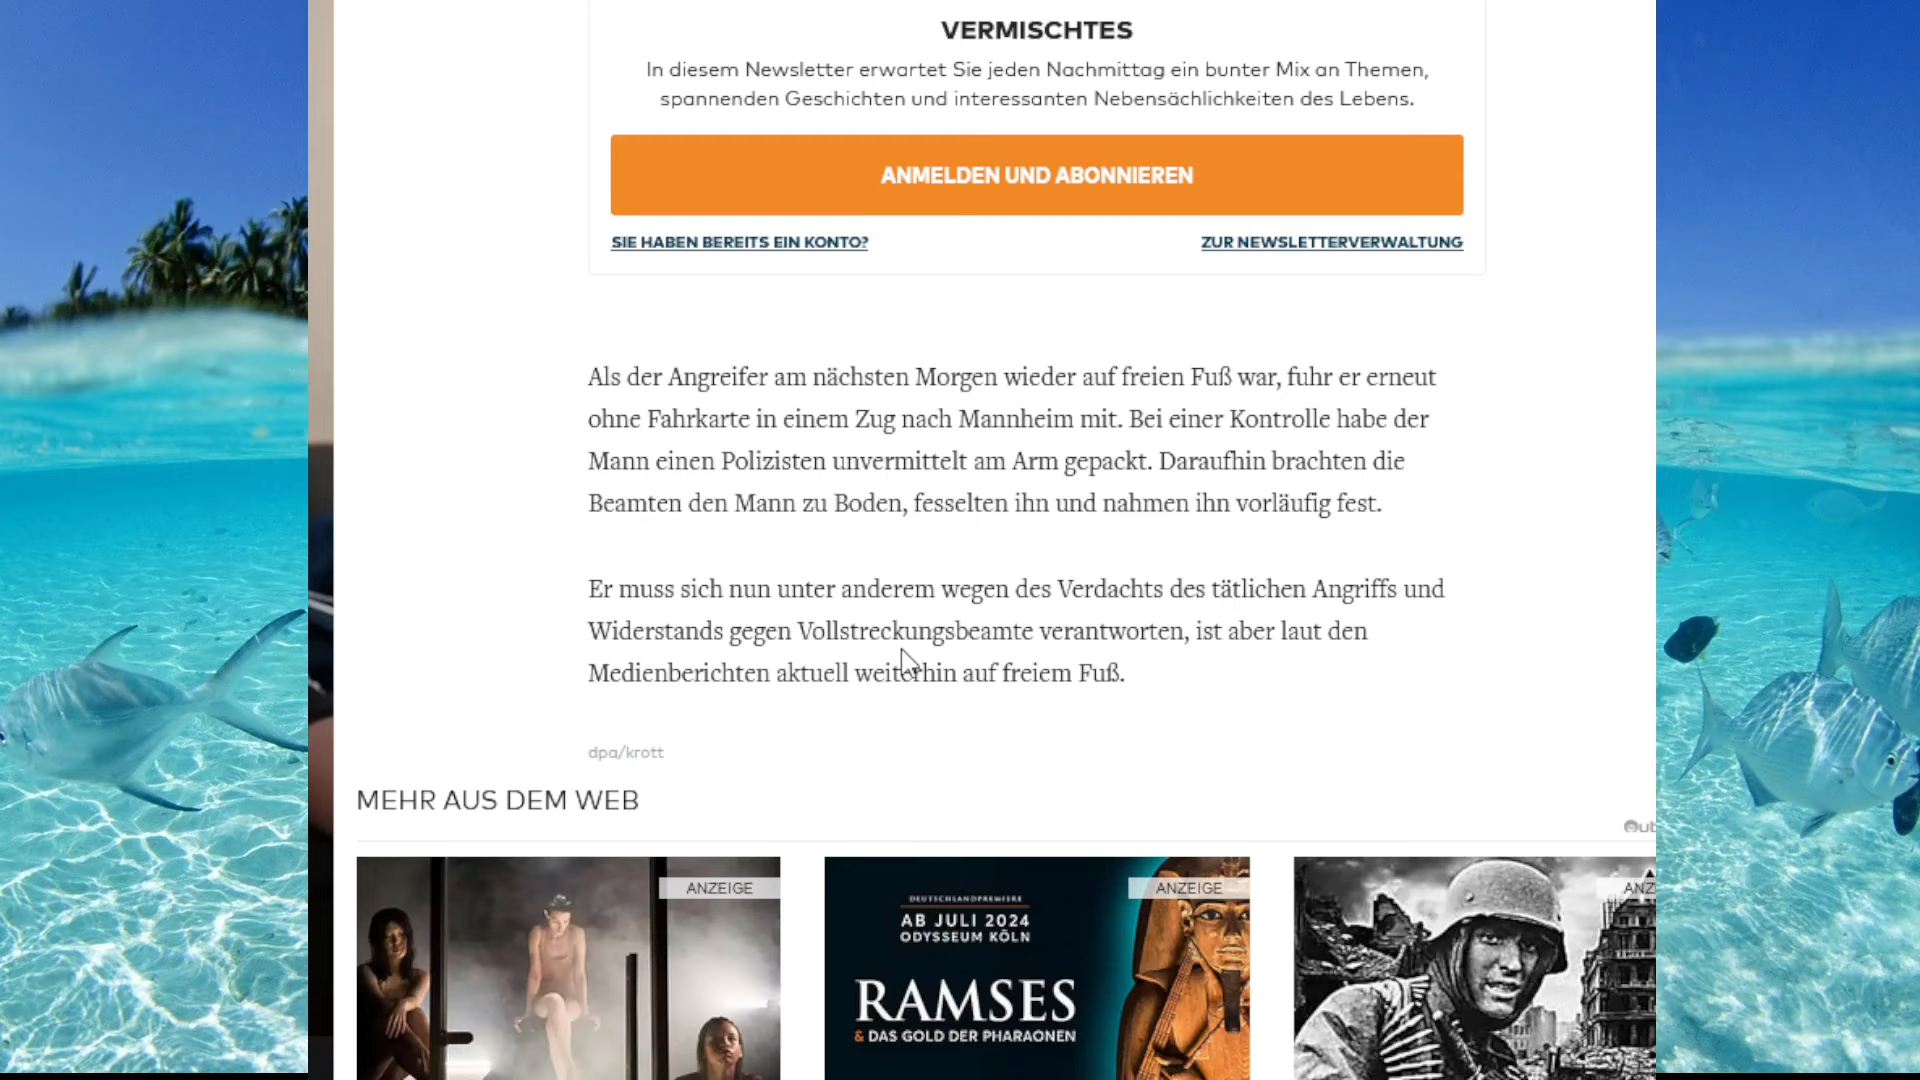 VERMISCHTES
In diesem Newsletter erwartet Sie jeden Nachmittag ein bunter Mix an Themen,
spannenden Geschichten und interessanten Nebensächlichkeiten des Lebens.
ANMELDEN UND ABONNIEREN
SIE HABEN BEREITS EIN KONTO?
ZUR NEWSLETTERVERWALTUNG
Als der Angreifer am nächsten Morgen wieder auf freien Fuß war, fuhr er erneut
ohne Fahrkarte in einem Zug nach Mannheim mit. Bei einer Kontrolle habe der
Mann einen Polizisten unvermittelt am Arm gepackt. Daraufhin brachten die
Beamten den Mann zu Boden, fesselten ihn und nahmen ihn vorläufig fest.
Er muss sich nun unter anderem wegen des Verdachts des tätlichen Angriffs und
Widerstands gegen Vollstreckungsbeamte verantworten, ist aber laut den
Medienberichten aktuell weiterhin auf freiem Fuß.
dpa/krott
MEHR AUS DEM WEB
ANZEIGE
ANZEIGE
DEUTSCHLANDPREMIERE
AB JULI 2024
ODYSSEUM KÖLN
RAMSES
& DAS GOLD DER PHARAONEN